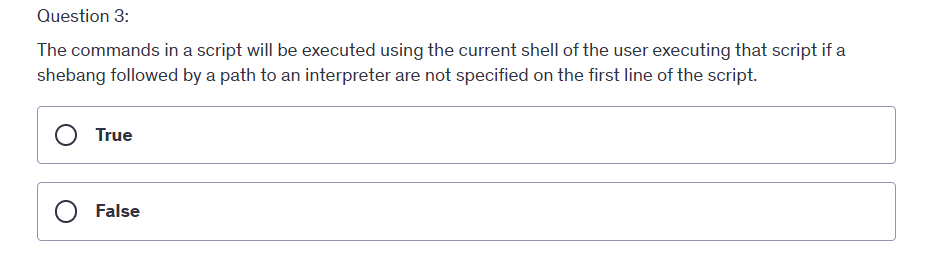 Question 3:
The commands in a script will be executed using the current shell of the user executing that script if a
shebang followed by a path to an interpreter are not specified on the first line of the script.
True
False